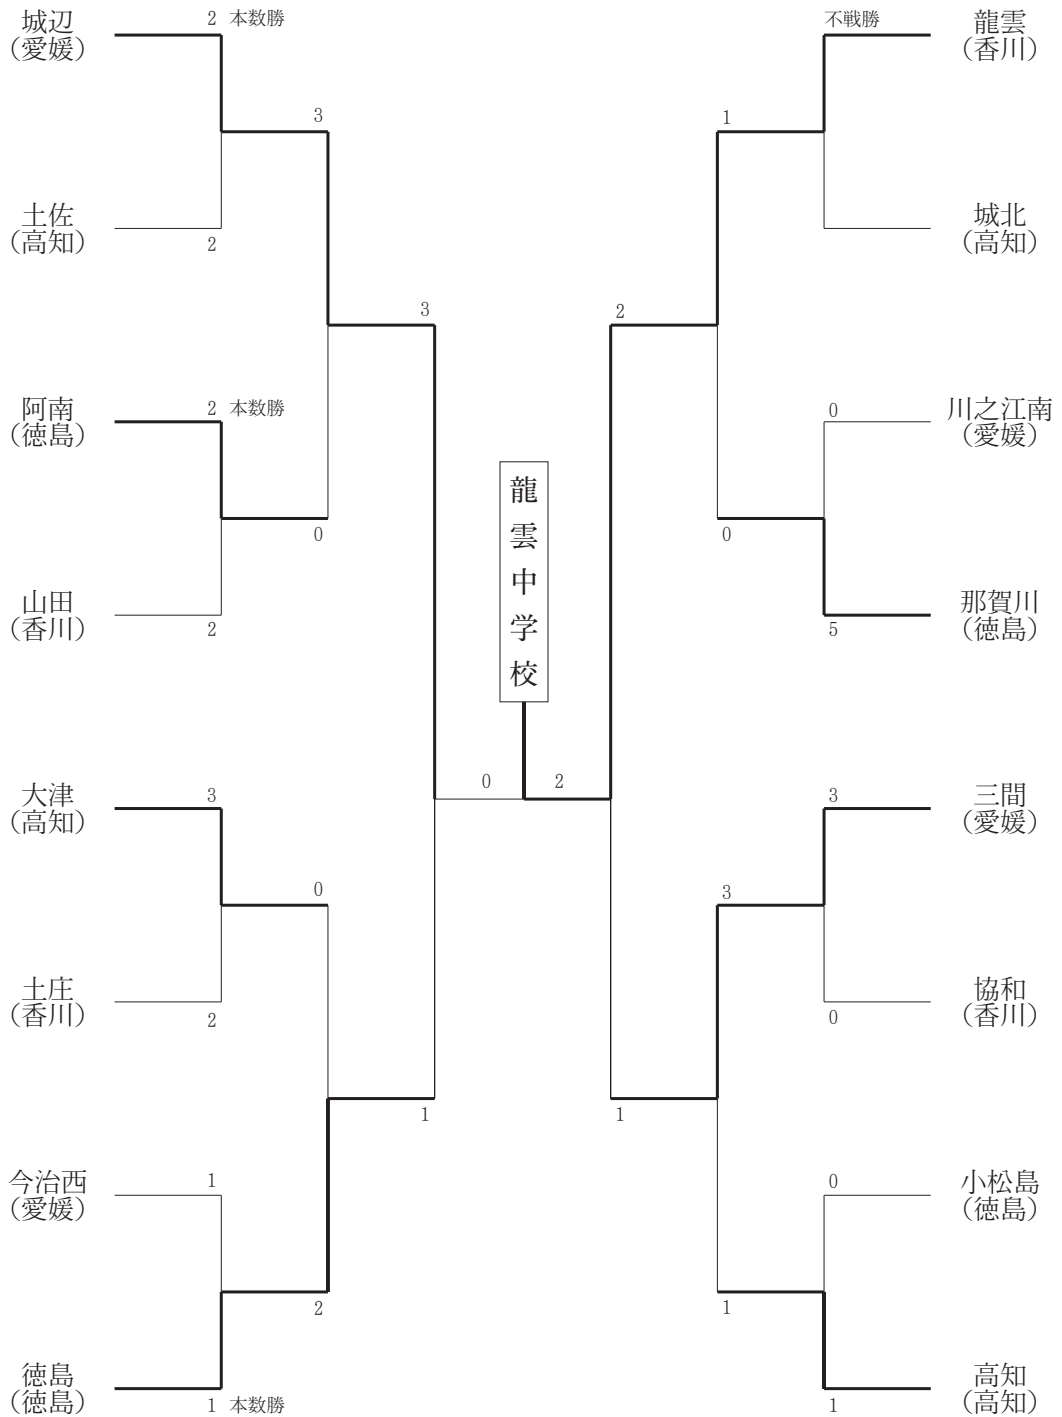 城辺
(愛媛)
2 本数勝
3
土佐
(高知)
2
3
阿南
(徳島)
2 本数勝
0
山田
(香川)
2
大津
(高知)
3
0
土庄
(香川)
2
1
今治西
(愛媛)
1
2
徳島
(徳島)
1 本数勝
龍雲中学校
0
2
不戦勝
龍雲
(香川)
1
城北
(高知)
2
0
川之江南
(愛媛)
0
那賀川
(徳島)
5
3
三間
(愛媛)
3
協和
(香川)
0
1
0
小松島
(徳島)
1
高知
(高知)
1